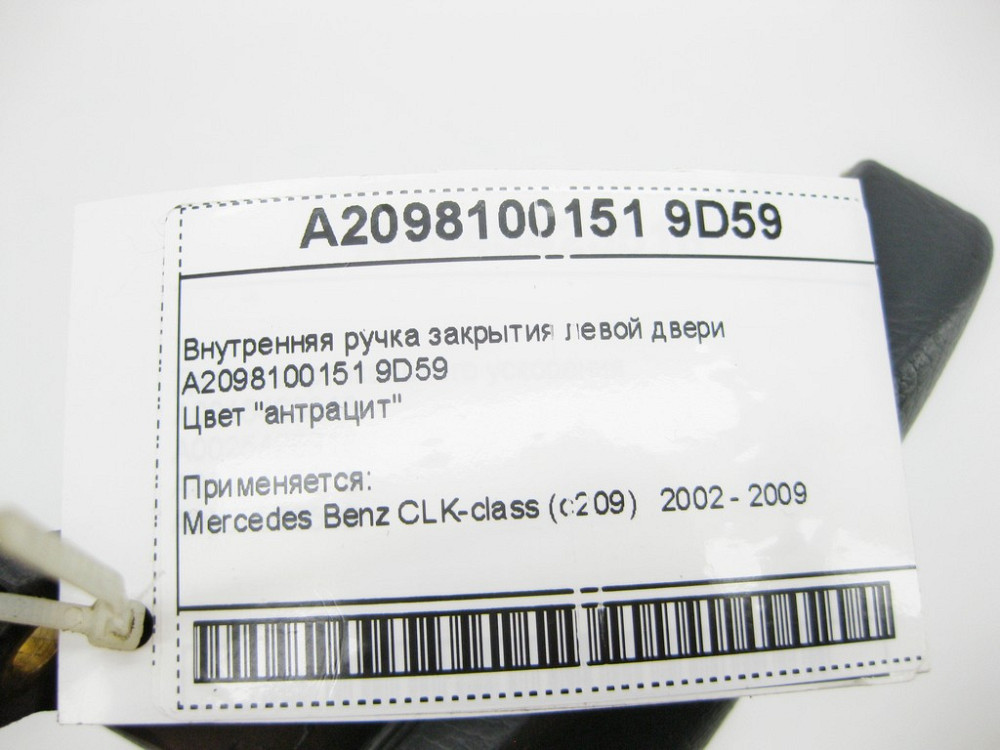 A2098100151 9D59
Внутренняя ручка закрытия левой двери
A2098100151 9D59
Цвет "антрацит"
Применяется:
Mercedes Benz CLK-class (c209) 2002 - 2009